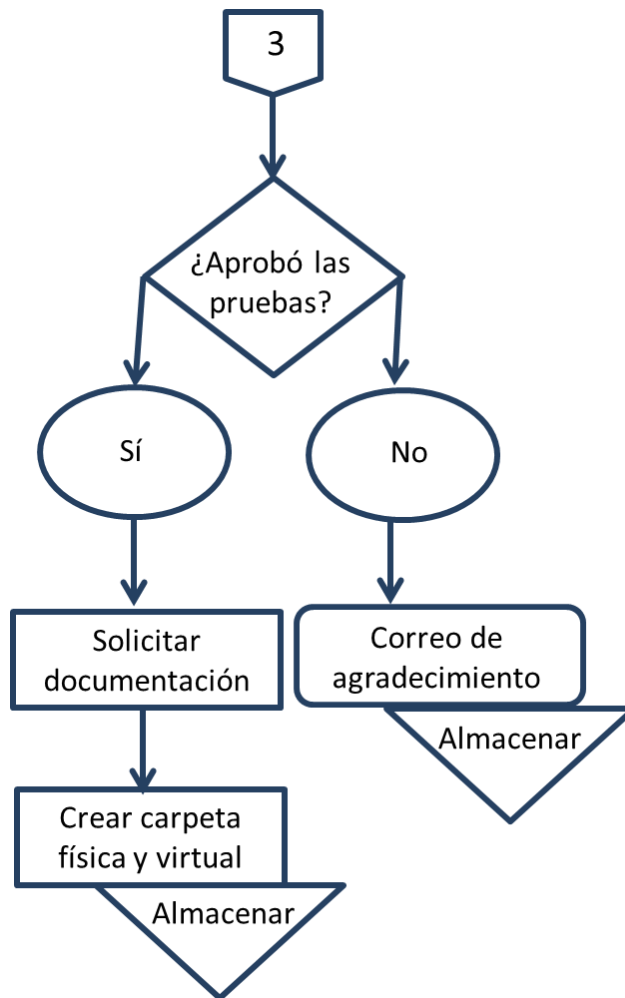 3
¿Aprobó las
pruebas?
Sí
No
Solicitar
documentación
Correo de
agradecimiento
Almacenar
Crear carpeta
física y virtual
Almacenar